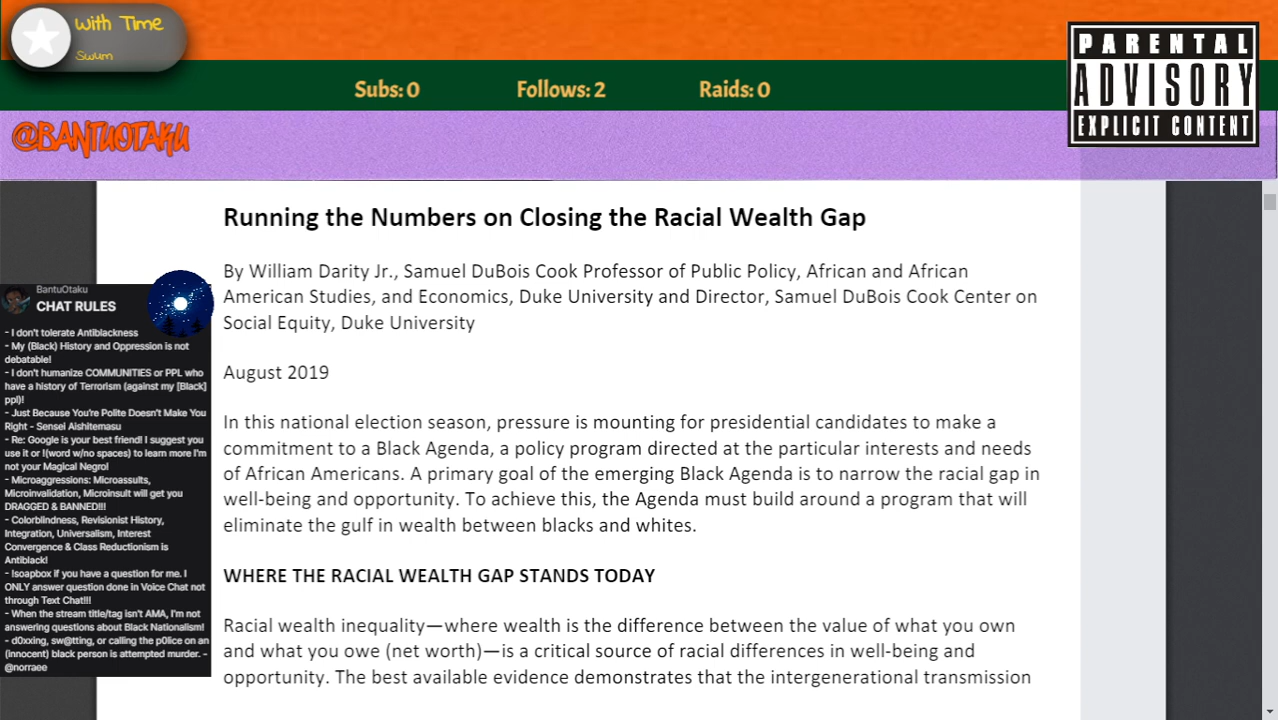 With Time
Swum
PARENTAL
ADVISORY
EXPLICIT CONTENT
Subs: 0
Follows: 2
Raids: 0
@BANTUOTAKU
Running the Numbers on Closing the Racial Wealth Gap
By William Darity Jr., Samuel DuBois Cook Professor of Public Policy, African and African
American Studies, and Economics, Duke University and Director, Samuel DuBois Cook Center on
Social Equity, Duke University
August 2019
In this national election season, pressure is mounting for presidential candidates to make a
commitment to a Black Agenda, a policy program directed at the particular interests and needs
of African Americans. A primary goal of the emerging Black Agenda is to narrow the racial gap in
well-being and opportunity. To achieve this, the Agenda must build around a program that will
eliminate the gulf in wealth between blacks and whites.
WHERE THE RACIAL WEALTH GAP STANDS TODAY
Racial wealth inequality—where wealth is the difference between the value of what you own
and what you owe (net worth)—is a critical source of racial differences in well-being and
opportunity. The best available evidence demonstrates that the intergenerational transmission
BantuOtaku
CHAT RULES
- I don't tolerate Antiblackness
- My (Black) History and Oppression is not
debatable!
- I don't humanize COMMUNITIES or PPL who
have a history of Terrorism (against my [Black]
ppl)!
- Just Because You're Polite Doesn't Make You
Right - Sensei Aishitemasu
- Re: Google is your best friend! I suggest you
use it or !(word w/no spaces) to learn more I'm
not your Magical Negro!
- Microaggressions: Microassults,
Microinvalidation, Microinsult will get you
DRAGGED & BANNED!!!
- Colorblindness, Revisionist History,
Integration, Universalism, Interest
Convergence & Class Reductionism is
Antiblack!
- !soapbox if you have a question for me. I
ONLY answer question done in Voice Chat not
through Text Chat!!!
- When the stream title/tag isn't AMA, I'm not
answering questions about Black Nationalism!
- d0xxing, sw@tting, or calling the p0lice on an
(innocent) black person is attempted murder. -
@norraee